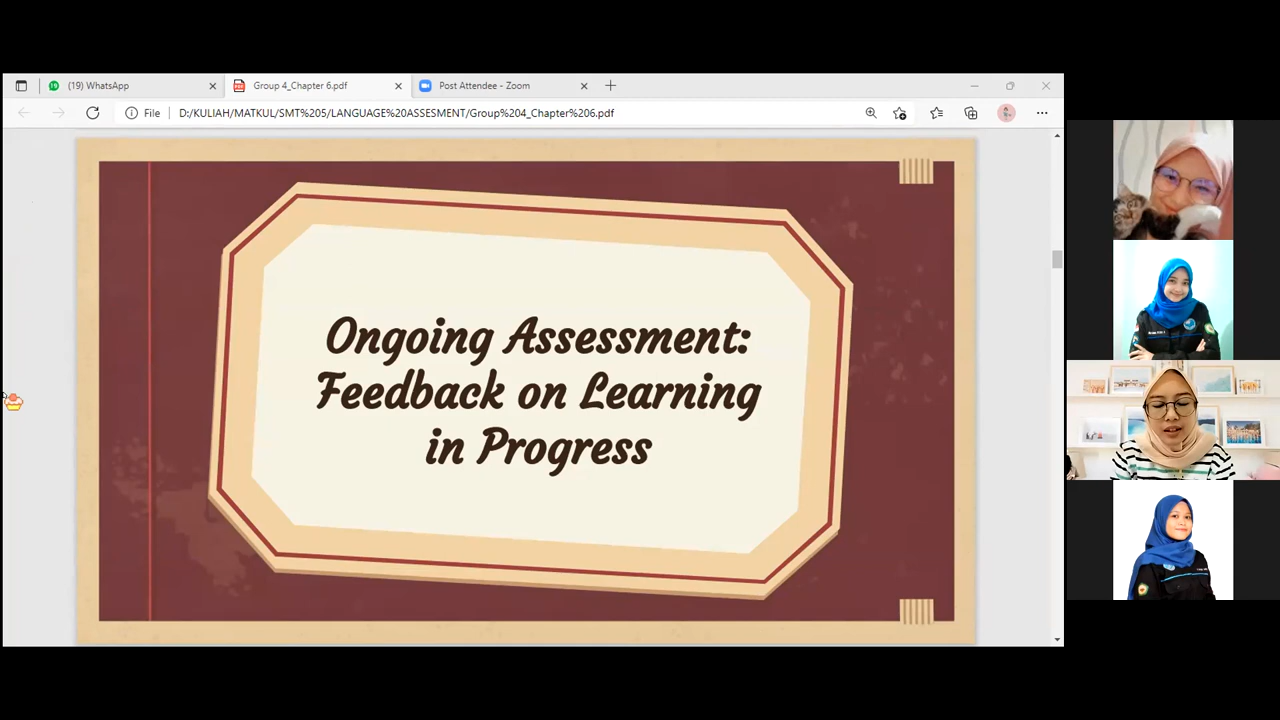 (19) WhatsApp
Group 4_Chapter 6.pdf
Post Attendee - Zoom
File
D:/KULIAH/MATKUL/SMT%205/LANGUAGE%20ASSESMENT/Group%204_Chapter%206.pdf
Ongoing Assessment:
Feedback on Learning
in Progress